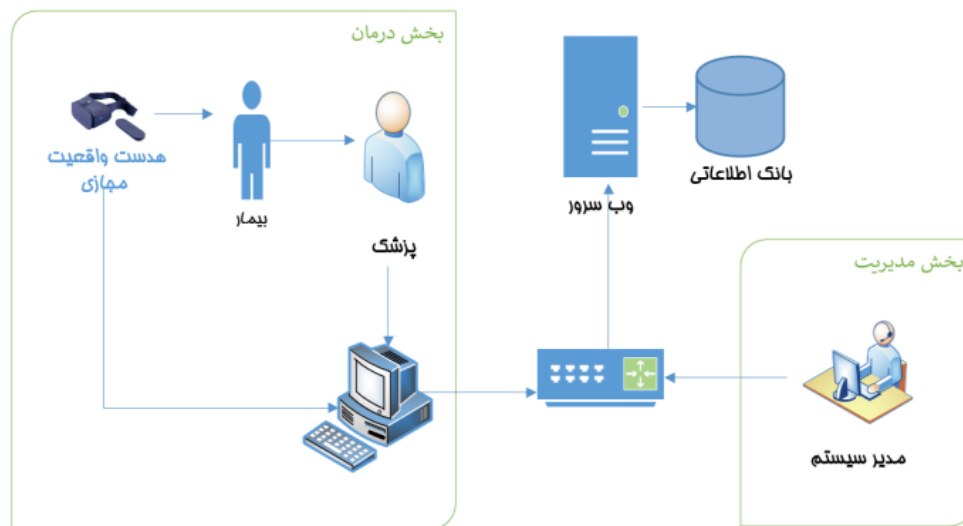 بخش درمان
هدست واقعیت
مجازی
بیمار
پزشک
وب سرور
بانک اطلاعاتی
بخش مدیریت
مدیر سیستم